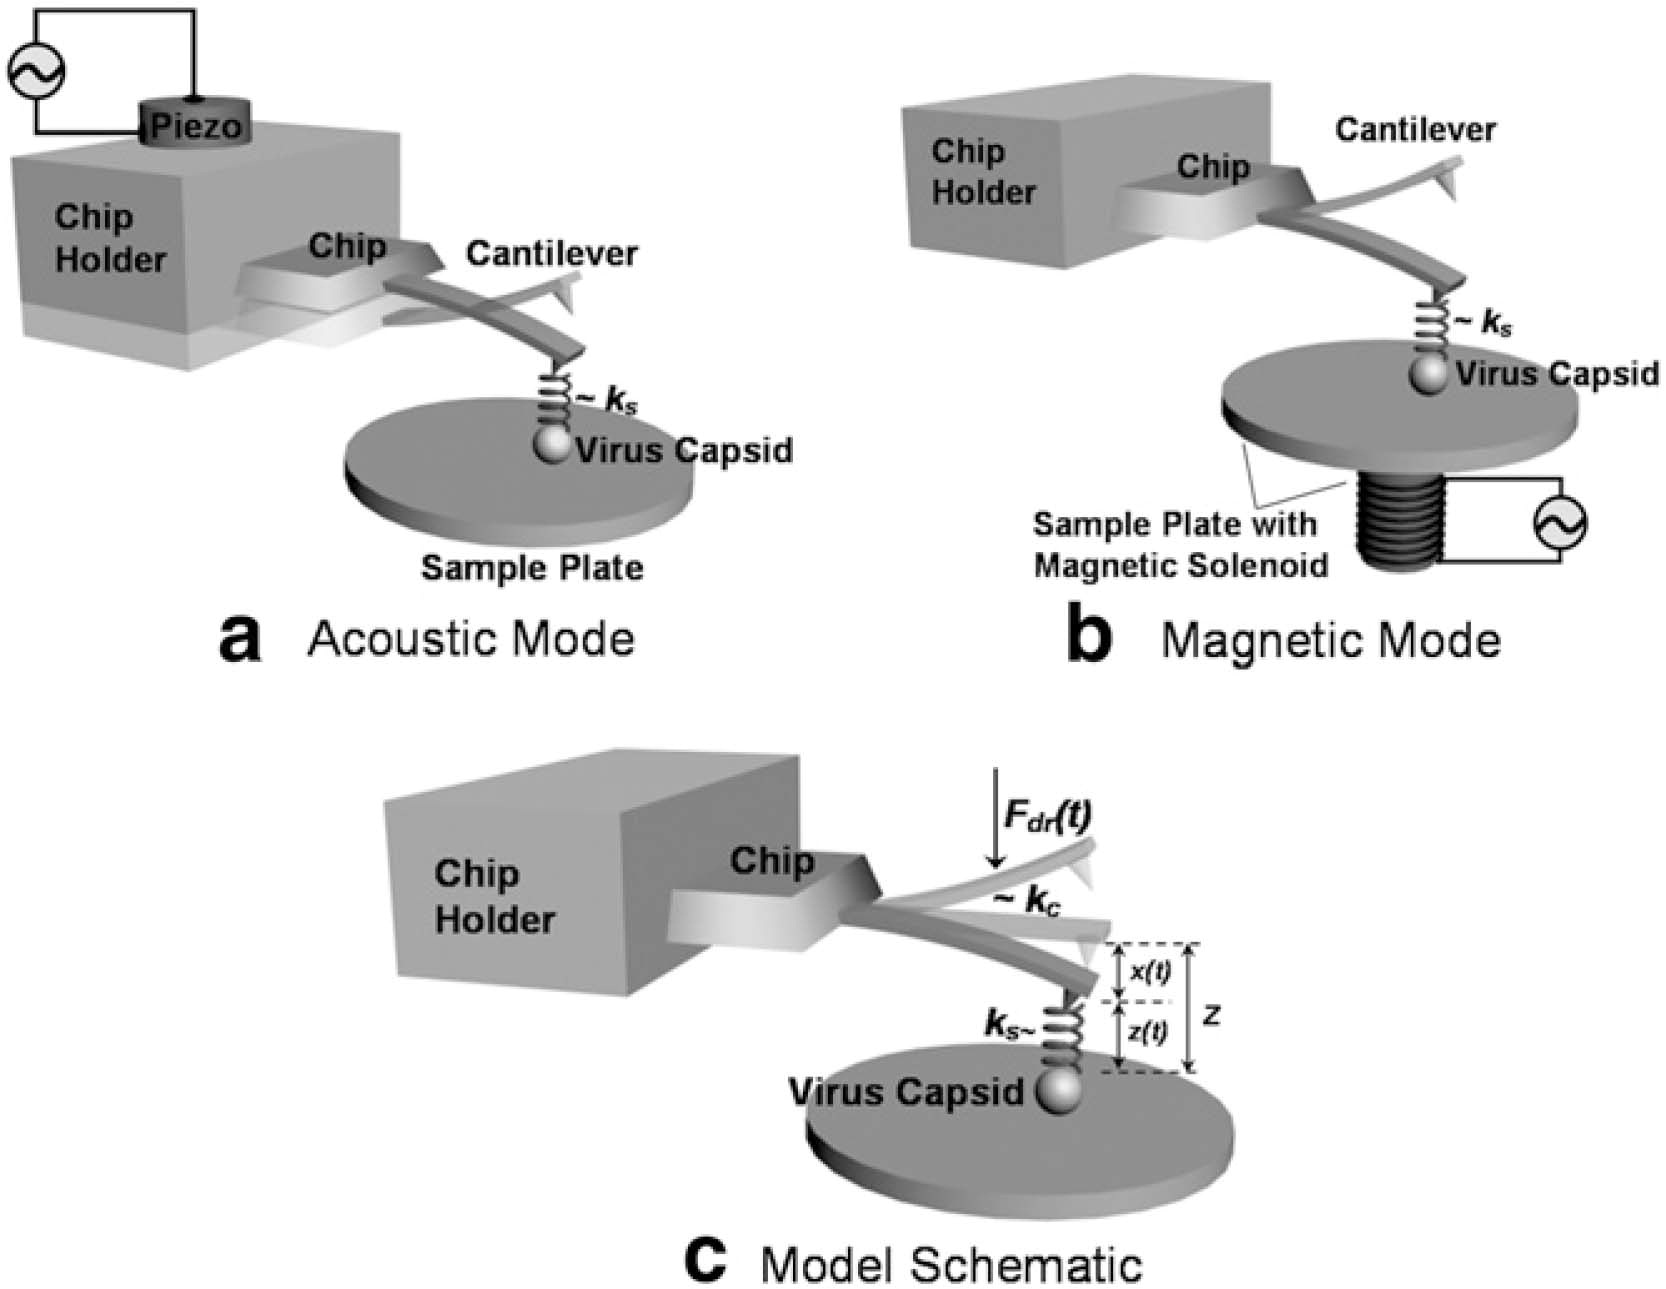 Piezo
Chip
Holder
Chip
Cantilever
~ ks
Virus Capsid
Sample Plate
a Acoustic Mode
Chip
Holder
Chip
Cantilever
~ ks
Virus Capsid
Sample Plate with
Magnetic Solenoid
b Magnetic Mode
Chip
Holder
Chip
Fdr(t)
~ kc
x(t)
z(t)
Z
ks~
Virus Capsid
c Model Schematic